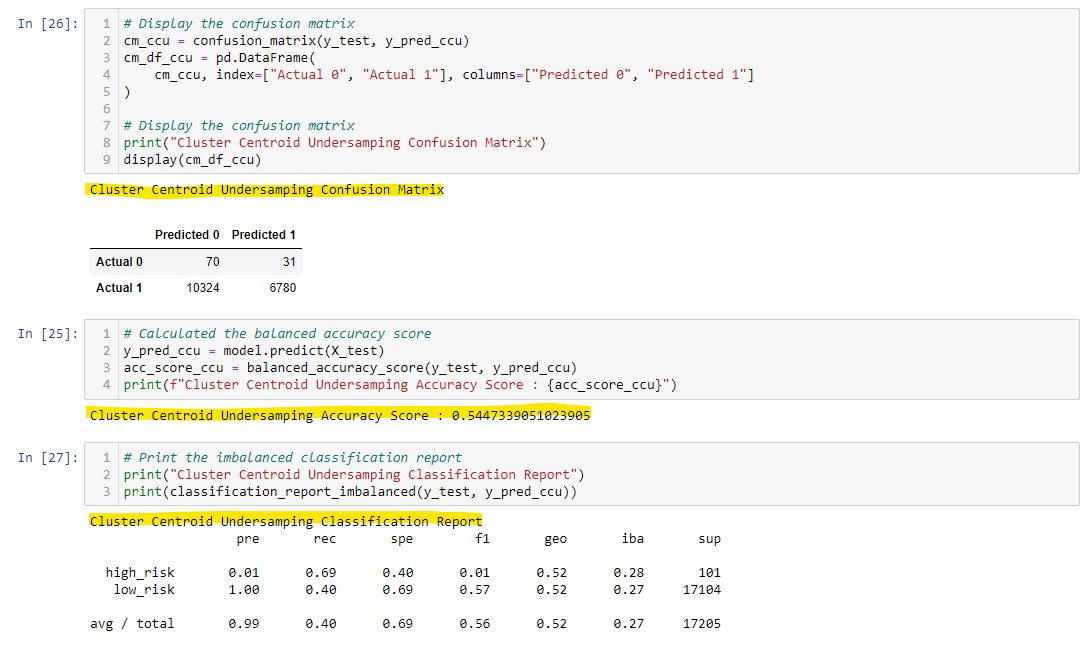 In [26]:
1 # Display the confusion matrix
2 cm_ccu = confusion_matrix(y_test, y_pred_ccu)
3 cm_df_ccu = pd.DataFrame(
4     cm_ccu, index=["Actual 0", "Actual 1"], columns=["Predicted 0", "Predicted 1"]
5 )
6
7 # Display the confusion matrix
8 print("Cluster Centroid Undersamping Confusion Matrix")
9 display(cm_df_ccu)
Cluster Centroid Undersamping Confusion Matrix
Predicted 0 Predicted 1
Actual 0 70 31
Actual 1 10324 6780
In [25]:
1 # Calculated the balanced accuracy score
2 y_pred_ccu = model.predict(X_test)
3 acc_score_ccu = balanced_accuracy_score(y_test, y_pred_ccu)
4 print(f"Cluster Centroid Undersamping Accuracy Score : {acc_score_ccu}")
Cluster Centroid Undersamping Accuracy Score : 0.5447339051023905
In [27]:
1 # Print the imbalanced classification report
2 print("Cluster Centroid Undersamping Classification Report")
3 print(classification_report_imbalanced(y_test, y_pred_ccu))
Cluster Centroid Undersamping Classification Report
pre rec spe f1 geo iba sup
high_risk 0.01 0.69 0.40 0.01 0.52 0.28 101
low_risk 1.00 0.40 0.69 0.57 0.52 0.27 17104
avg / total 0.99 0.40 0.69 0.56 0.52 0.27 17205